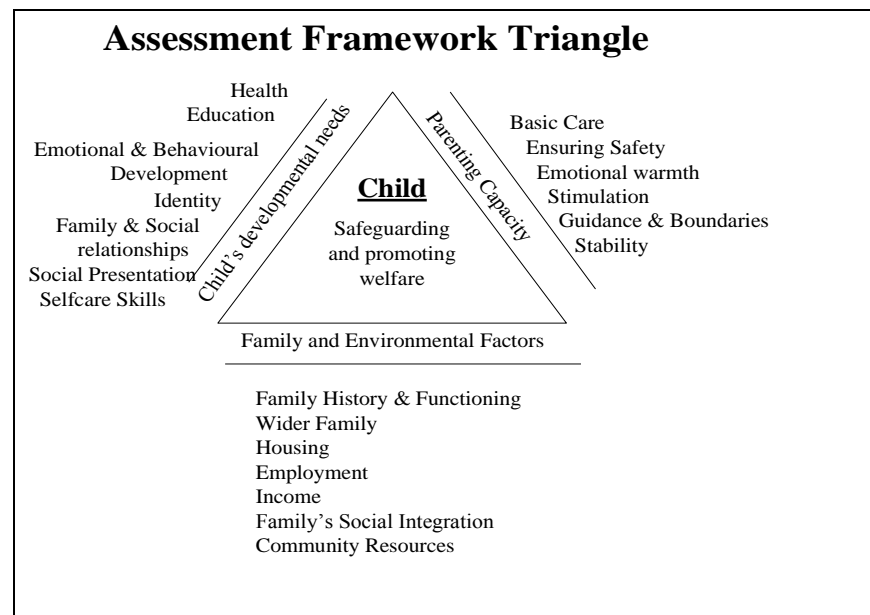 Assessment Framework Triangle
Health
Education
Emotional & Behavioural
Development
Identity
Family & Social
relationships
Social Presentation
Selfcare Skills
Child's developmental needs
Child
Safeguarding
and promoting
welfare
Parenting Capacity
Basic Care
Ensuring Safety
Emotional warmth
Stimulation
Guidance & Boundaries
Stability
Family and Environmental Factors
Family History & Functioning
Wider Family
Housing
Employment
Income
Family's Social Integration
Community Resources